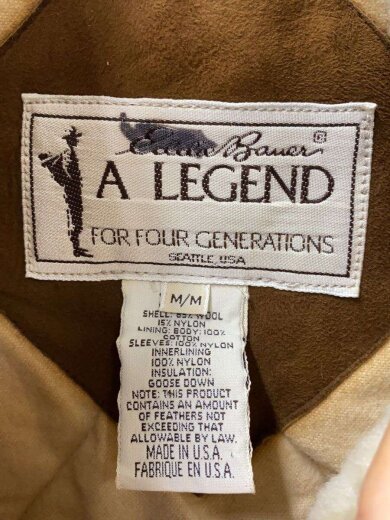 Eddie Bauer ®
A LEGEND
FOR FOUR GENERATIONS
SEATTLE, USA
M/M
SHELL: 85% WOOL
15% NYLON
LINING: BODY: 100%
COTTON
SLEEVES: 100% NYLON
INNERLINING
100% NYLON
INSULATION:
GOOSE DOWN
NOTE: THIS PRODUCT
CONTAINS AN AMOUNT
OF FEATHERS NOT
EXCEEDING THAT
ALLOWABLE BY LAW.
MADE IN U.S.A.
FABRIQUE EN U.S.A.